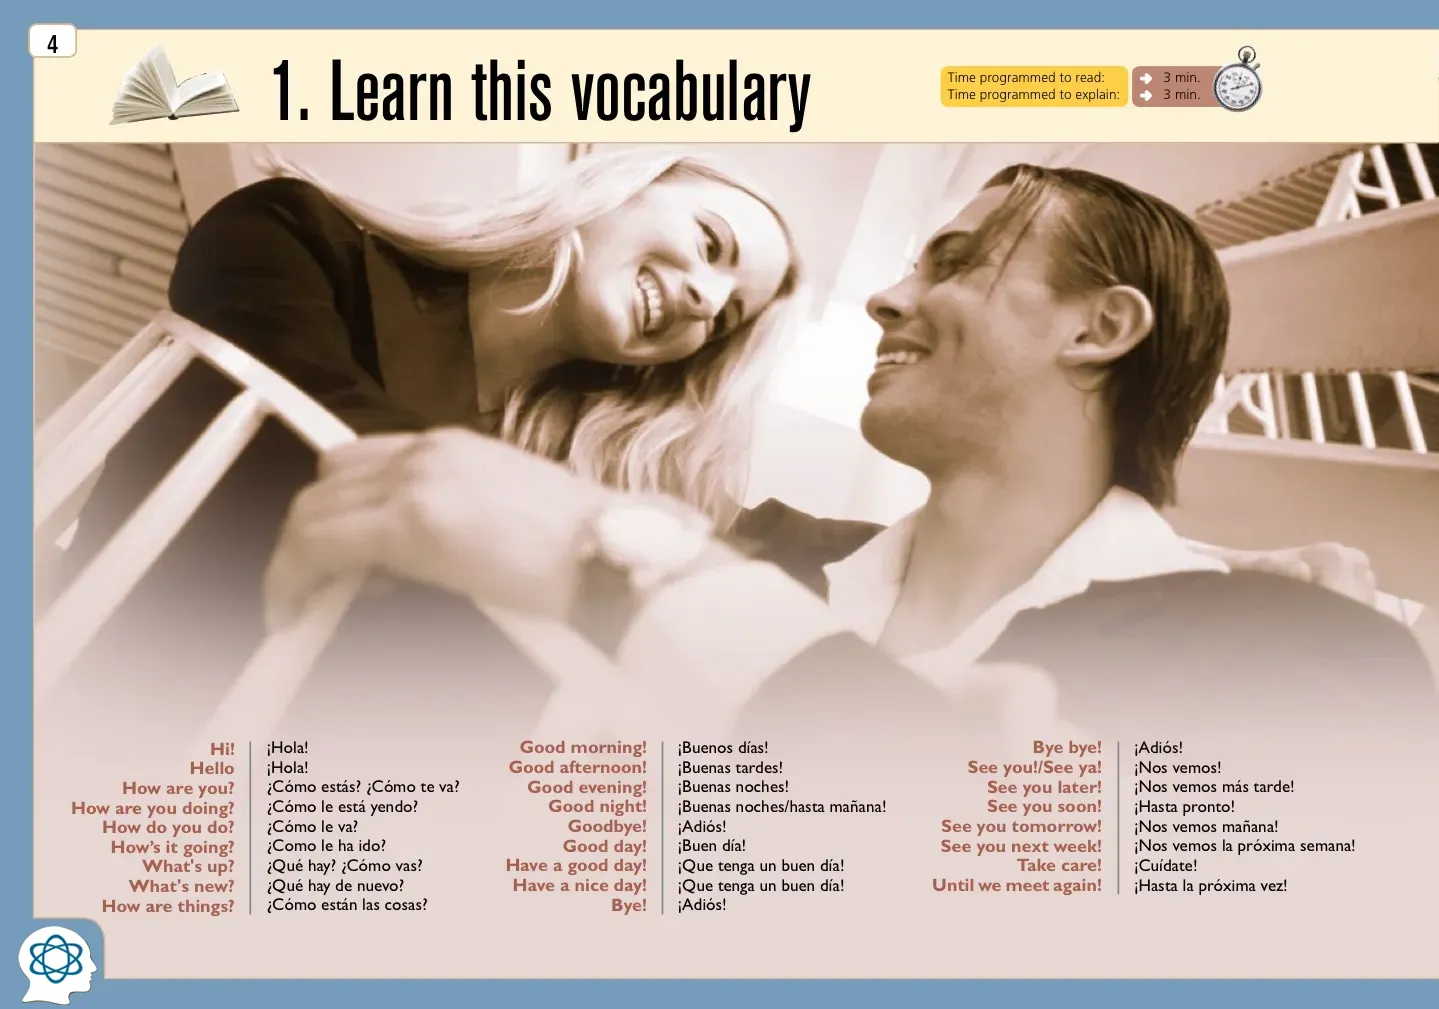 4
1. Learn this vocabulary
Time programmed to read: 3 min.
Time programmed to explain: 3 min.
Hi! ¡Hola!
Hello ¡Hola!
How are you? ¿Cómo estás? ¿Cómo te va?
How are you doing? ¿Cómo le está yendo?
How do you do? ¿Cómo le va?
How's it going? ¿Como le ha ido?
What's up? ¿Qué hay? ¿Cómo vas?
What's new? ¿Qué hay de nuevo?
How are things? ¿Cómo están las cosas?
Good morning! ¡Buenos días!
Good afternoon! ¡Buenas tardes!
Good evening! ¡Buenas noches!
Good night! ¡Buenas noches/hasta mañana!
Goodbye! ¡Adiós!
Good day! ¡Buen día!
Have a good day! ¡Que tenga un buen día!
Have a nice day! ¡Que tenga un buen día!
Bye! ¡Adiós!
Bye bye! ¡Adiós!
See you!/See ya! ¡Nos vemos!
See you later! ¡Nos vemos más tarde!
See you soon! ¡Hasta pronto!
See you tomorrow! ¡Nos vemos mañana!
See you next week! ¡Nos vemos la próxima semana!
Take care! ¡Cuídate!
Until we meet again! ¡Hasta la próxima vez!